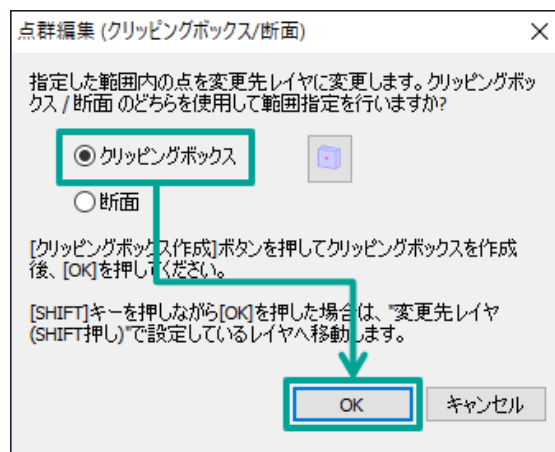 点群編集 (クリッピングボックス/断面)
指定した範囲内の点を変更先レイヤに変更します。クリッピングボッ
クス / 断面 のどちらを使用して範囲指定を行いますか?
クリッピングボックス
断面
[クリッピングボックス作成]ボタンを押してクリッピングボックスを作成
後、[OK]を押してください。
[SHIFT]キーを押しながら[OK]を押した場合は、"変更先レイヤ
(SHIFT押し)"で設定しているレイヤへ移動します。
OK
キャンセル